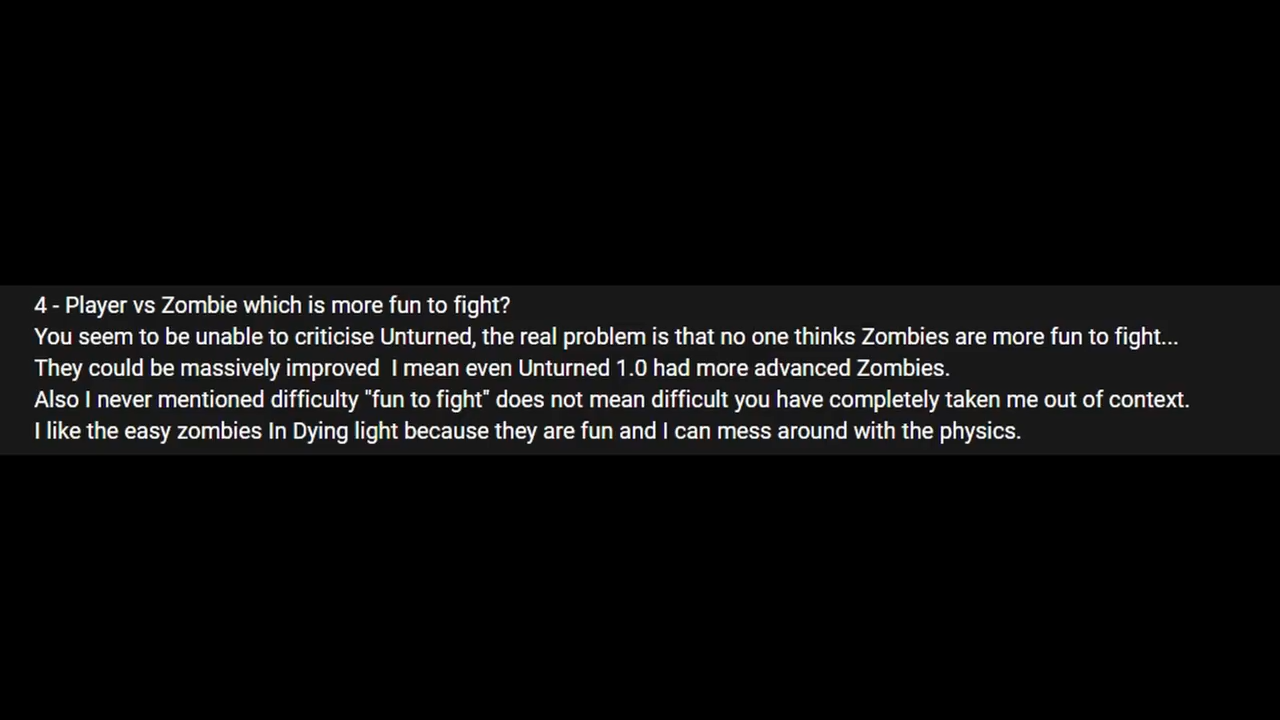 4 - Player vs Zombie which is more fun to fight?
You seem to be unable to criticise Unturned, the real problem is that no one thinks Zombies are more fun to fight...
They could be massively improved  I mean even Unturned 1.0 had more advanced Zombies.
Also I never mentioned difficulty "fun to fight" does not mean difficult you have completely taken me out of context.
I like the easy zombies In Dying light because they are fun and I can mess around with the physics.